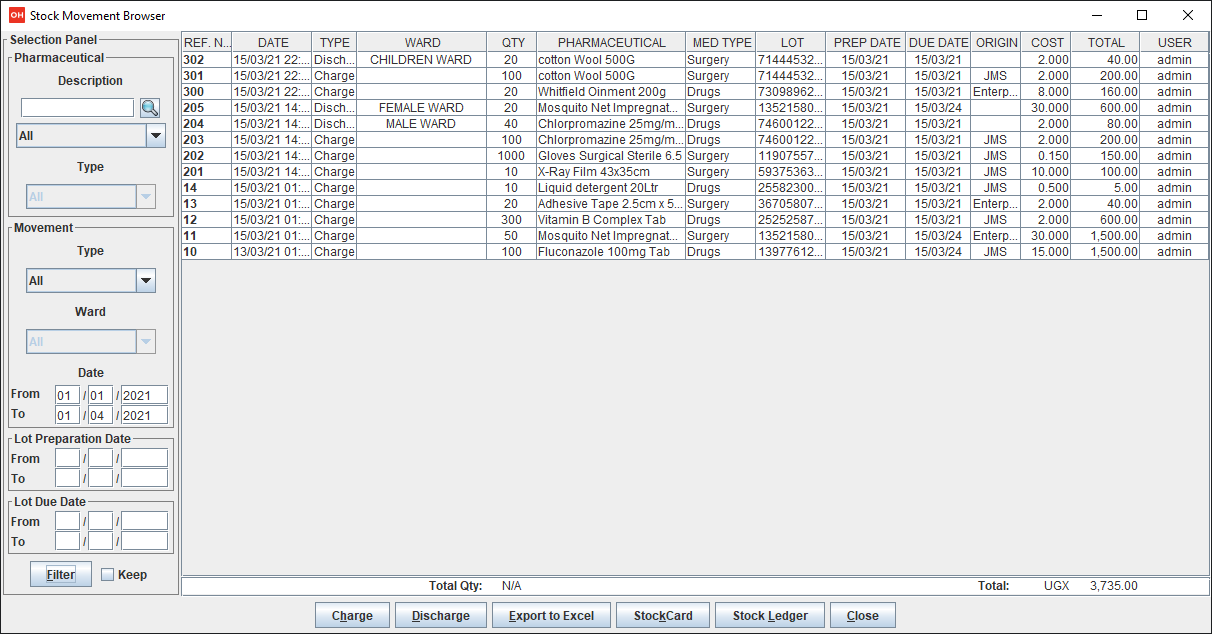 OH Stock Movement Browser
Selection Panel
Pharmaceutical
Description
All
Type
All
Movement
Type
All
Ward
All
Date
From 01 / 01 / 2021
To 01 / 04 / 2021
Lot Preparation Date
From / /
To / /
Lot Due Date
From / /
To / /
Filter Keep
REF. N... DATE TYPE WARD QTY PHARMACEUTICAL MED TYPE LOT PREP DATE DUE DATE ORIGIN COST TOTAL USER
302 15/03/21 22:... Disch... CHILDREN WARD 20 cotton Wool 500G Surgery 71444532... 15/03/21 15/03/21 2.000 40.00 admin
301 15/03/21 22:... Charge 100 cotton Wool 500G Surgery 71444532... 15/03/21 15/03/21 JMS 2.000 200.00 admin
300 15/03/21 22:... Charge 20 Whitfield Oinment 200g Drugs 73098962... 15/03/21 15/03/21 Enterp... 8.000 160.00 admin
205 15/03/21 14:... Disch... FEMALE WARD 20 Mosquito Net Impregnat... Surgery 13521580... 15/03/21 15/03/24 30.000 600.00 admin
204 15/03/21 14:... Disch... MALE WARD 40 Chlorpromazine 25mg/m... Drugs 74600122... 15/03/21 15/03/21 2.000 80.00 admin
203 15/03/21 14:... Charge 100 Chlorpromazine 25mg/m... Drugs 74600122... 15/03/21 15/03/21 JMS 2.000 200.00 admin
202 15/03/21 14:... Charge 1000 Gloves Surgical Sterile 6.5 Surgery 11907557... 15/03/21 15/03/21 JMS 0.150 150.00 admin
201 15/03/21 14:... Charge 10 X-Ray Film 43x35cm Surgery 59375363... 15/03/21 15/03/21 JMS 10.000 100.00 admin
14 15/03/21 01:... Charge 10 Liquid detergent 20Ltr Drugs 25582300... 15/03/21 15/03/21 JMS 0.500 5.00 admin
13 15/03/21 01:... Charge 20 Adhesive Tape 2.5cm x 5... Surgery 36705807... 15/03/21 15/03/21 Enterp... 2.000 40.00 admin
12 15/03/21 01:... Charge 300 Vitamin B Complex Tab Drugs 25252587... 15/03/21 15/03/21 JMS 2.000 600.00 admin
11 15/03/21 01:... Charge 50 Mosquito Net Impregnat... Surgery 13521580... 15/03/21 15/03/24 Enterp... 30.000 1,500.00 admin
10 13/03/21 01:... Charge 100 Fluconazole 100mg Tab Drugs 13977612... 15/03/21 15/03/24 JMS 15.000 1,500.00 admin
Total Qty: N/A Total: UGX 3,735.00
Charge Discharge Export to Excel StockCard Stock Ledger Close